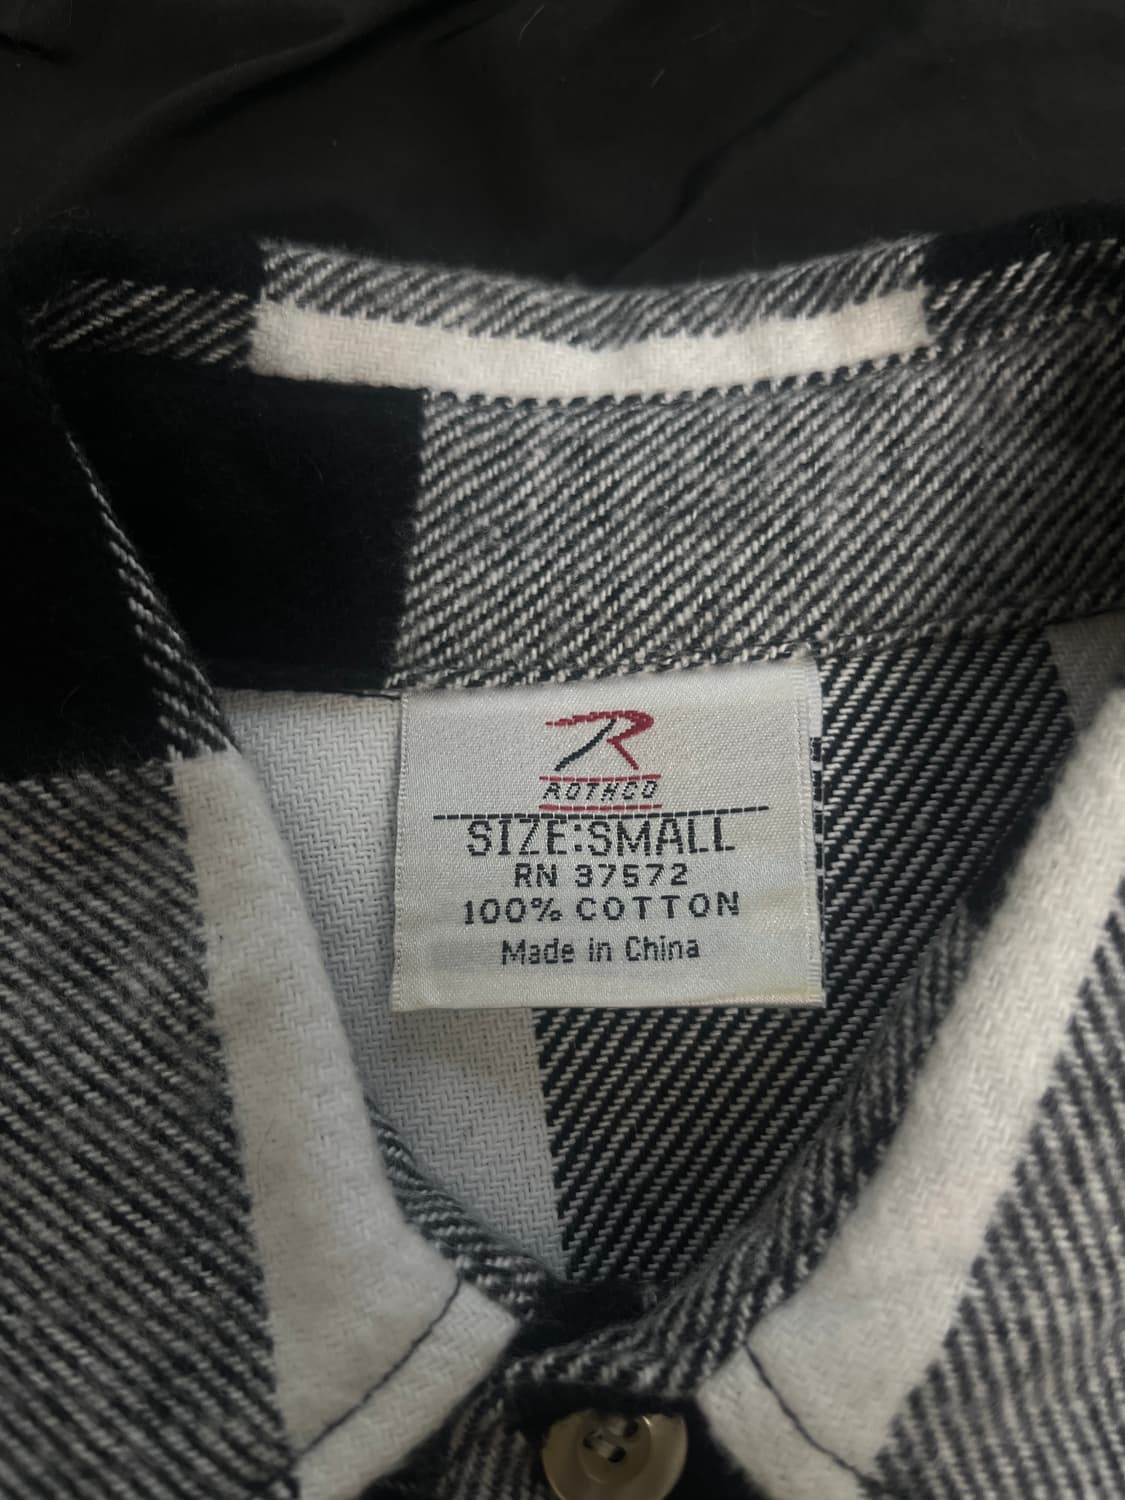 ROTHCO
SIZE:SMALL
RN 37572
100% COTTON
Made in China